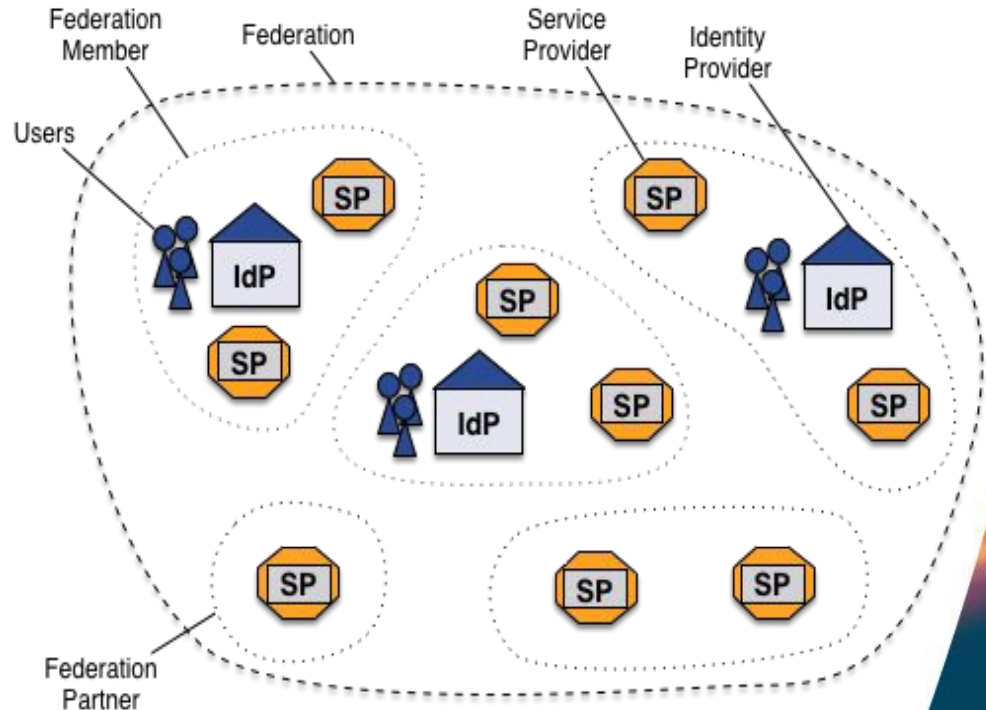 Federation
Member
Federation
Service
Provider
Identity
Provider
Users
SP
SP
IdP
IdP
SP
SP
IdP
SP
SP
SP
SP
SP
Federation
Partner